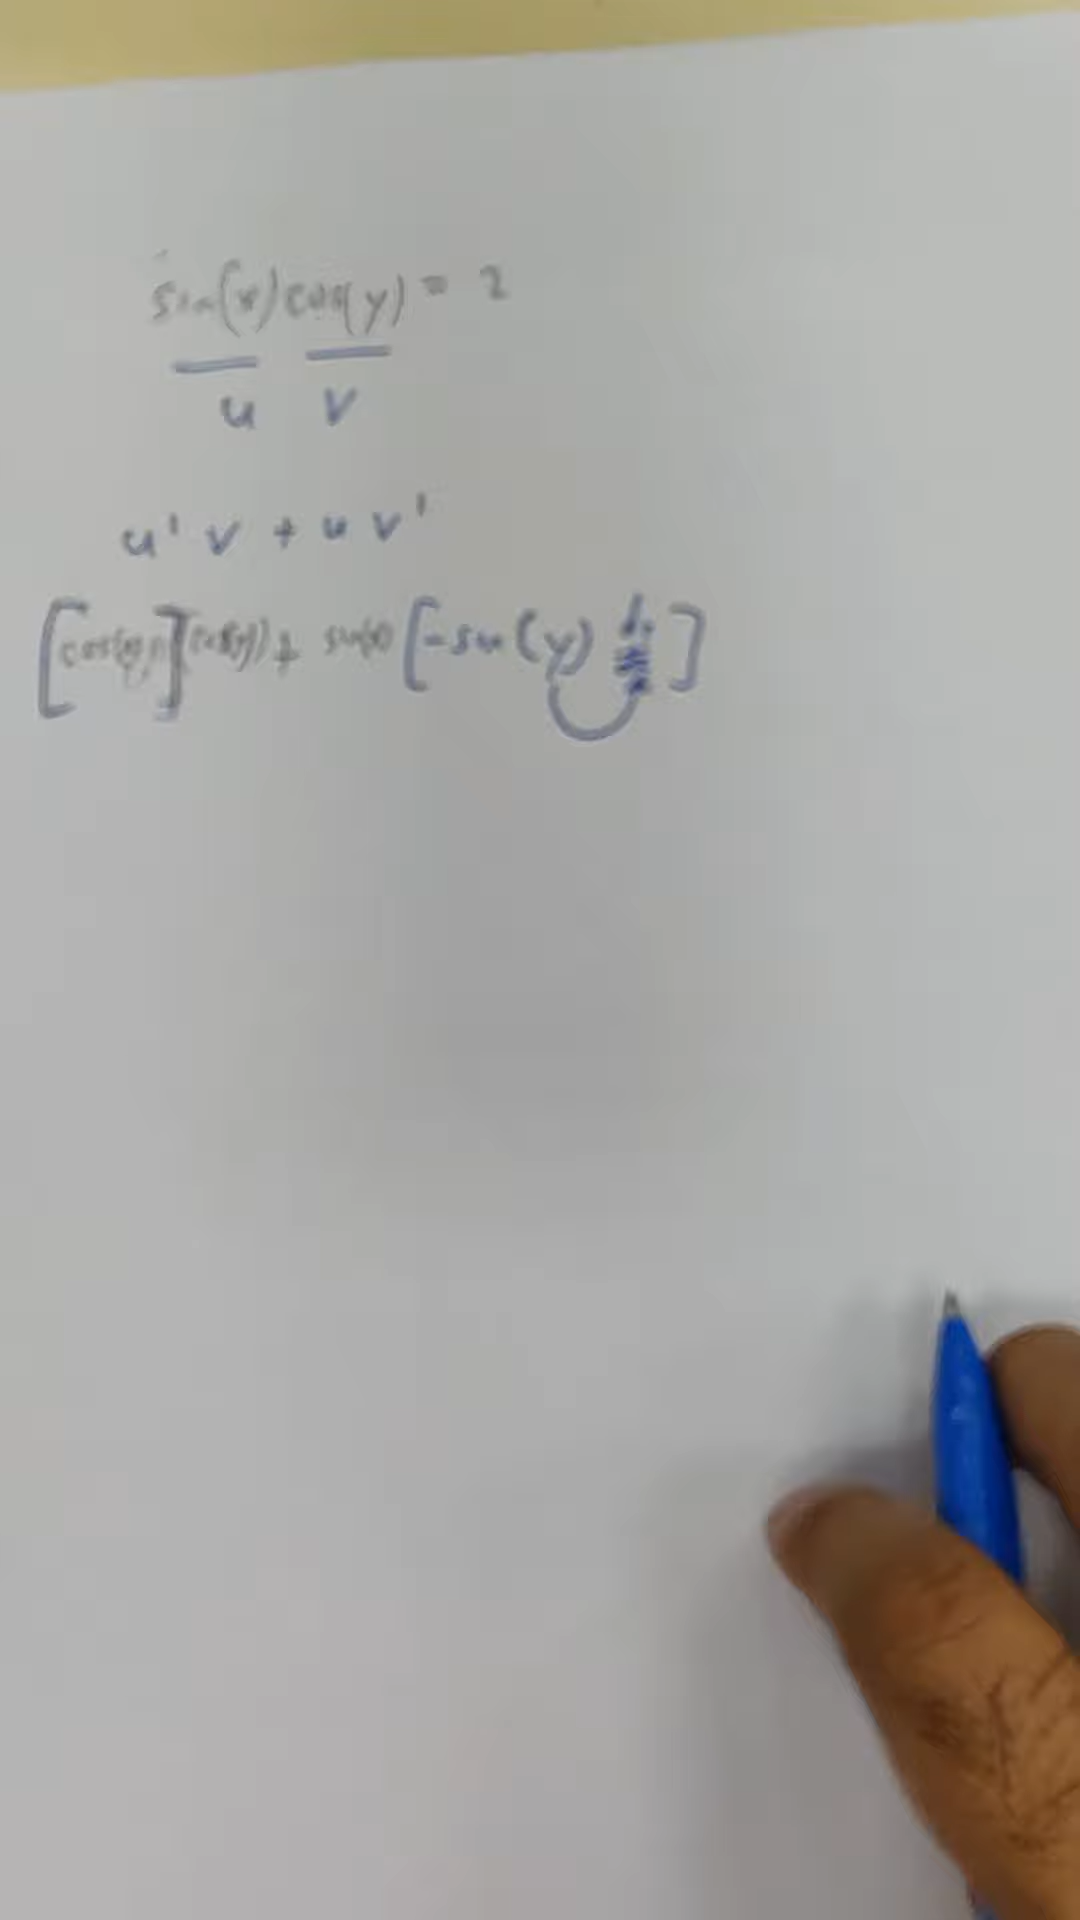 sin(x)cos(y) = 2
u v
u' v + u v'
[cos(x)](cos(y)) + sin(x) [-sin(y) dy/dx]